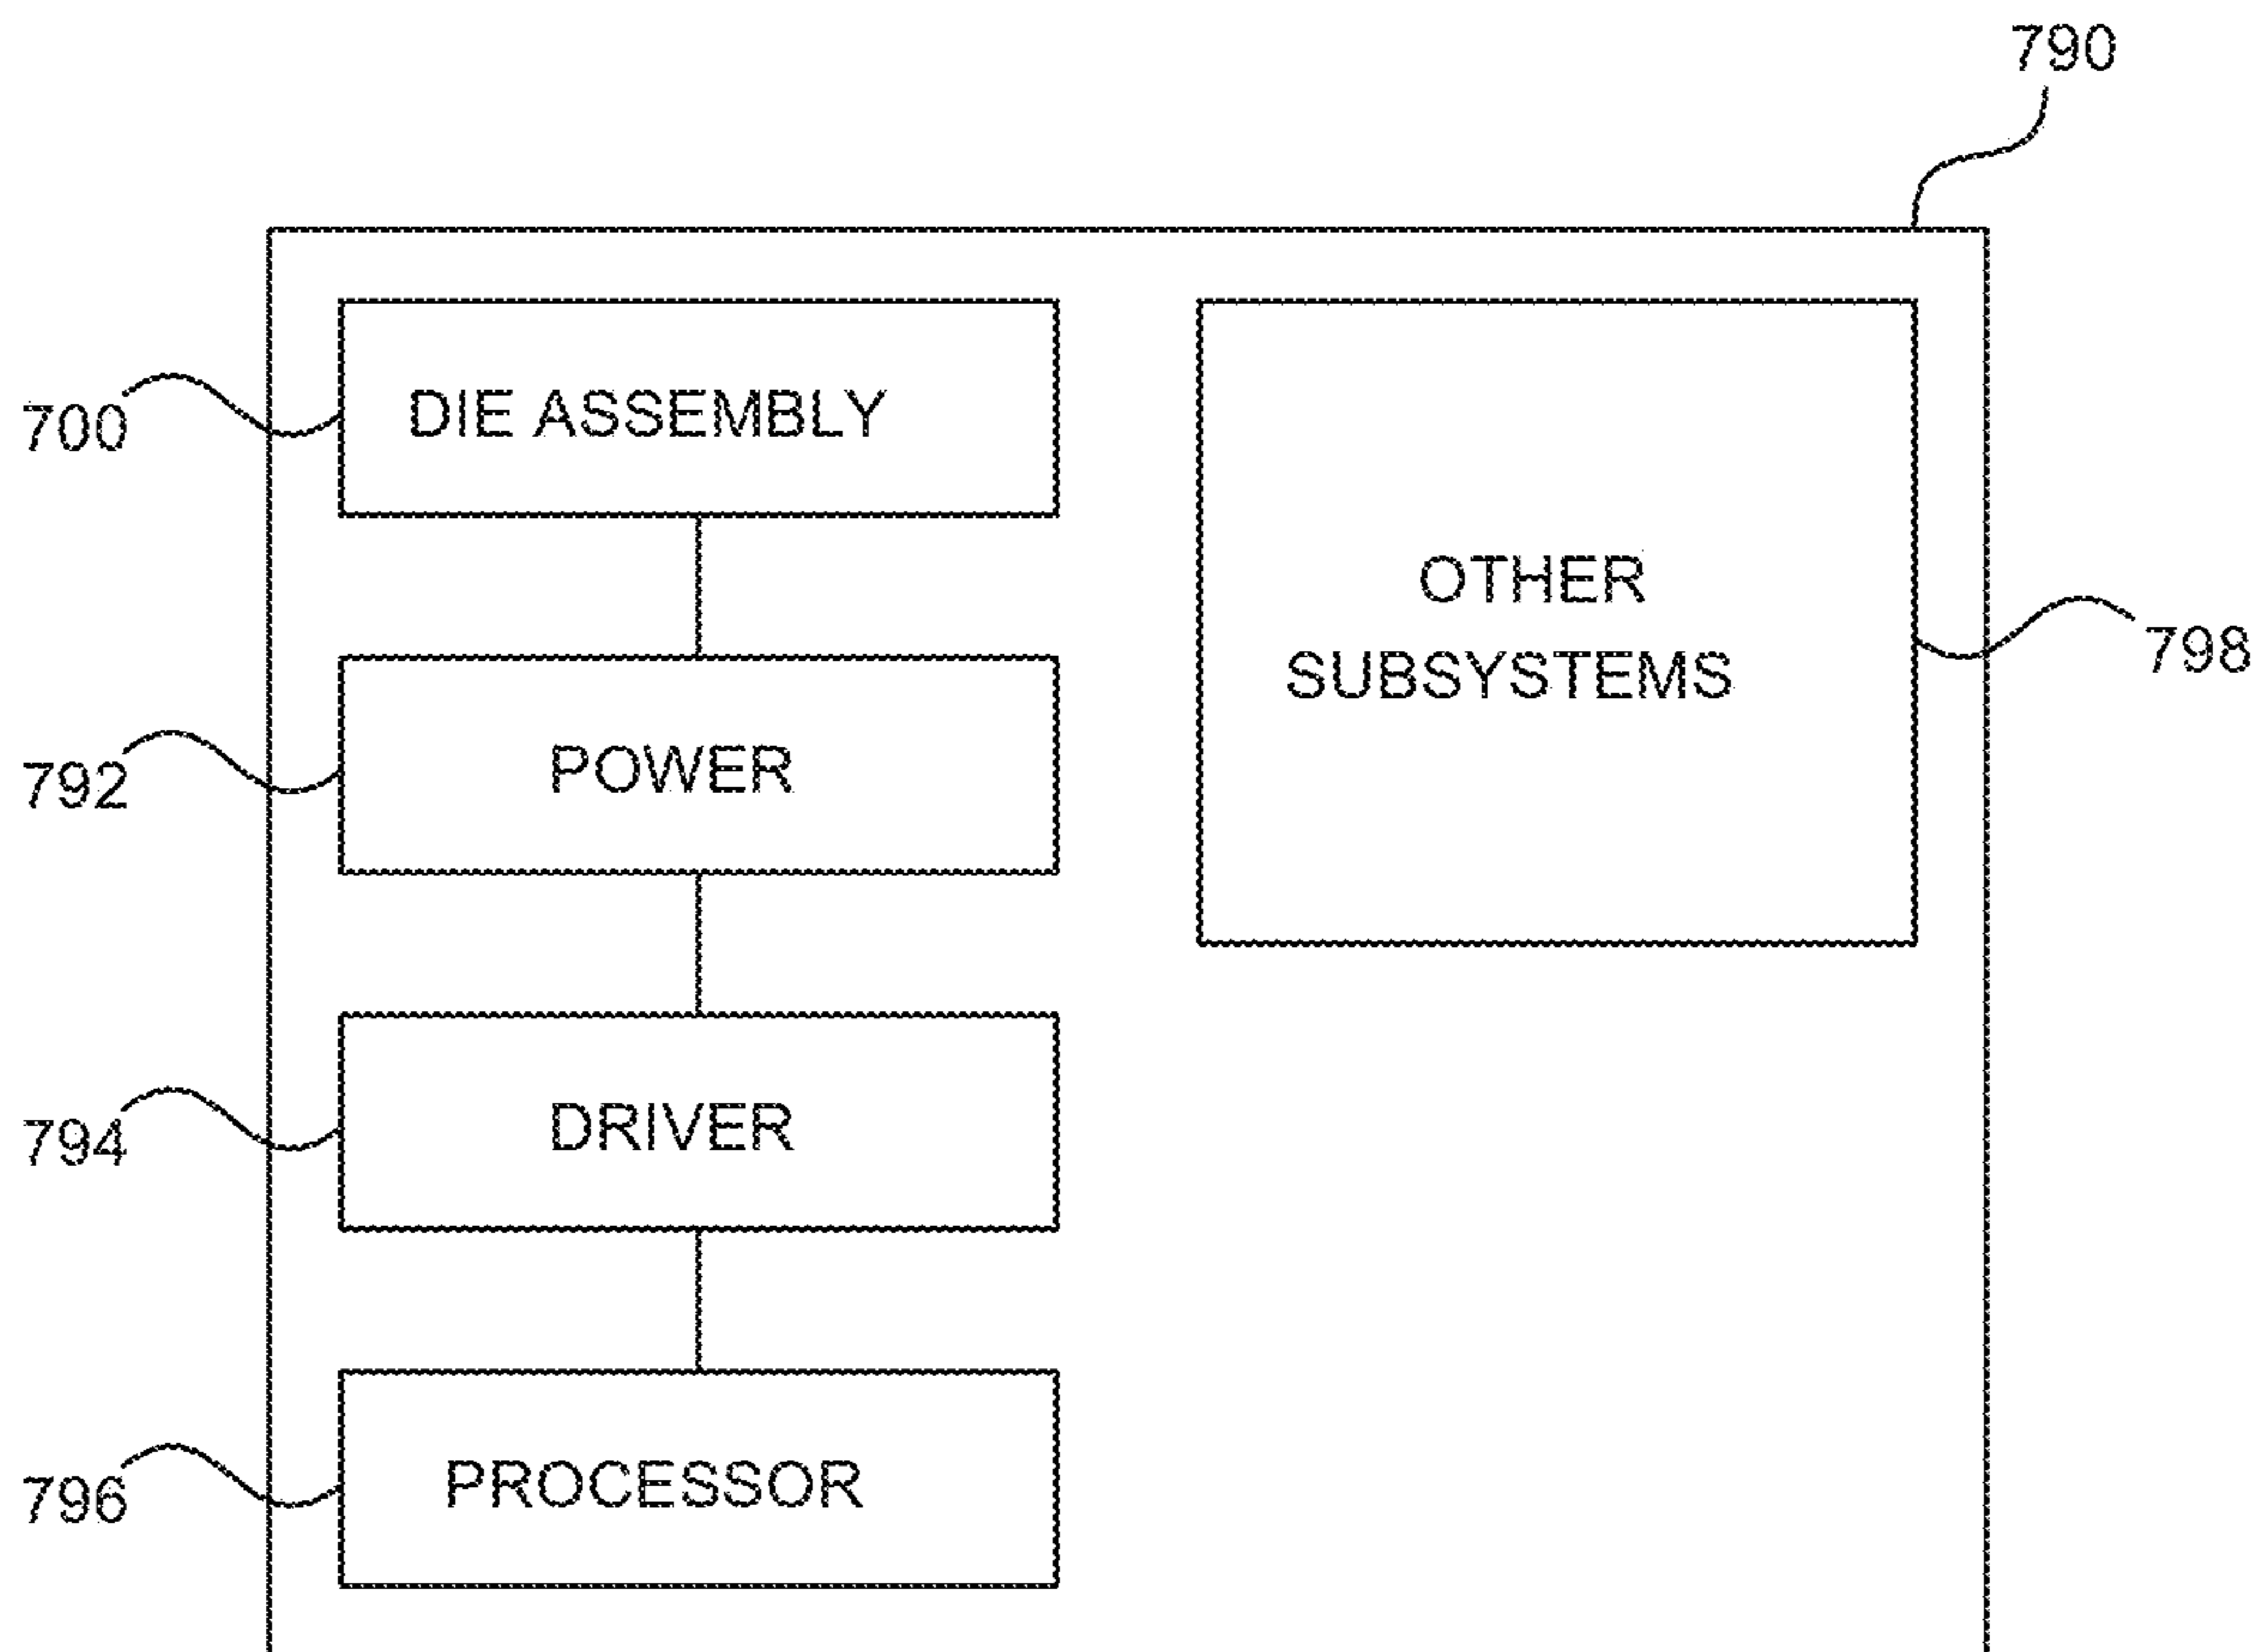 790
DIE ASSEMBLY
700
OTHER
SUBSYSTEMS
798
POWER
792
DRIVER
794
PROCESSOR
796